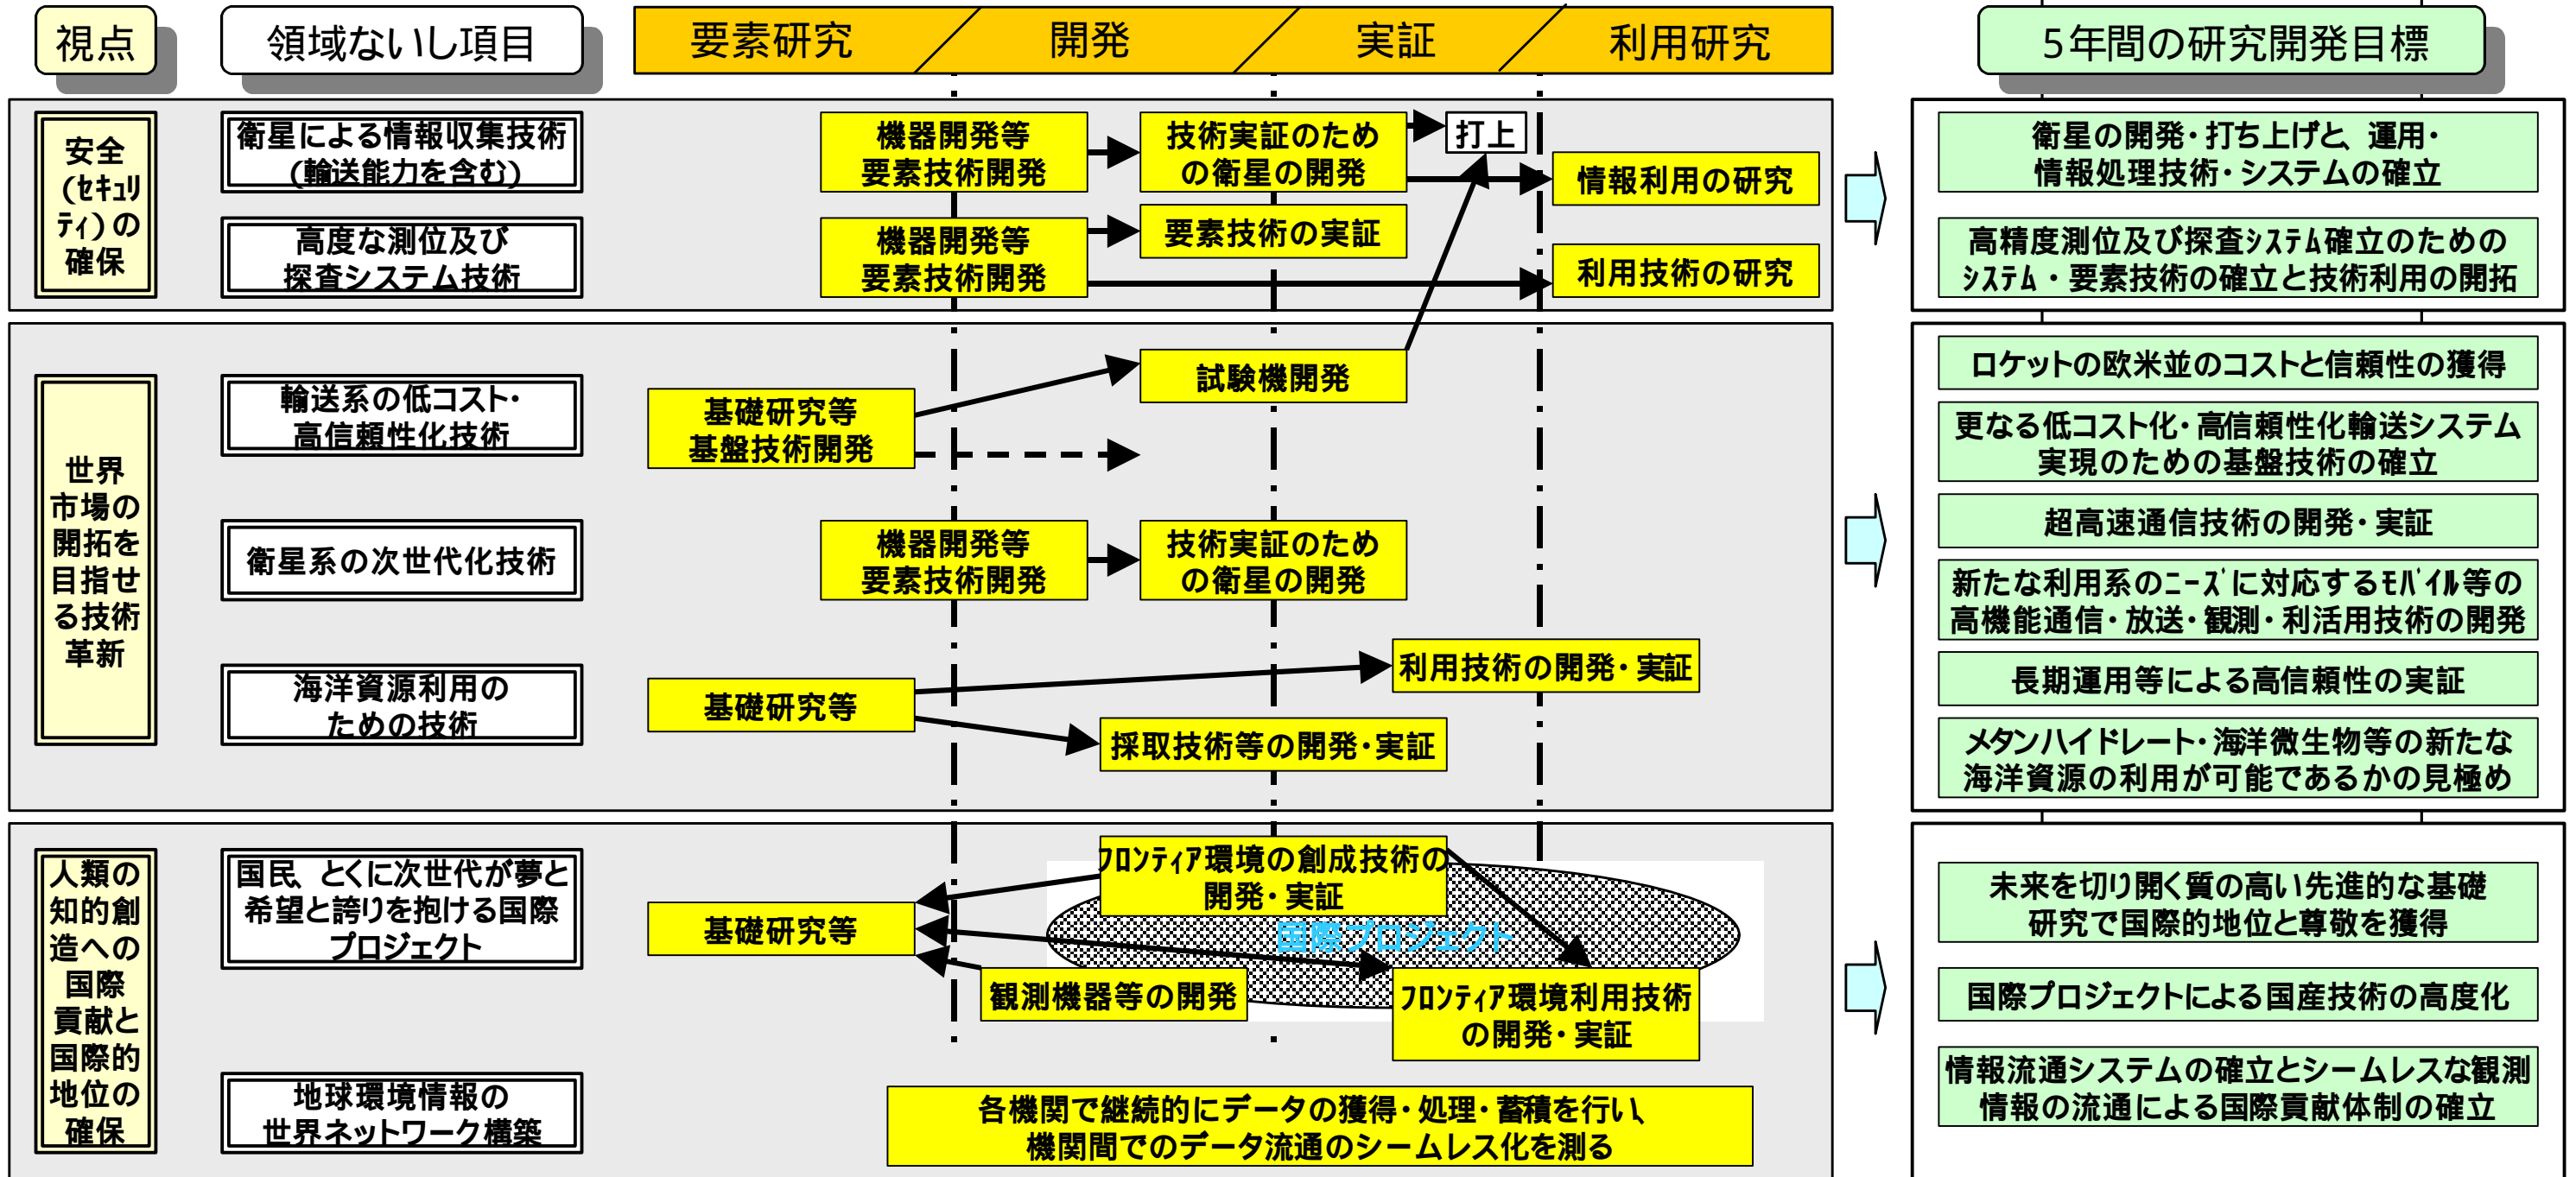 視点
領域ないし項目
要素研究
開発
実証
利用研究
5年間の研究開発目標
安全
(ｾｷｭﾘ
ﾃｨ)の
確保
衛星による情報収集技術
(輸送能力を含む)
機器開発等
要素技術開発
技術実証のため
の衛星の開発
打上
情報利用の研究
高度な測位及び
探査システム技術
機器開発等
要素技術開発
要素技術の実証
利用技術の研究
衛星の開発・打ち上げと、運用・
情報処理技術・システムの確立
高精度測位及び探査ｼｽﾃﾑ確立のための
ｼｽﾃﾑ・要素技術の確立と技術利用の開拓
世界
市場の
開拓を
目指せ
る技術
革新
輸送系の低コスト・
高信頼性化技術
基礎研究等
基盤技術開発
試験機開発
衛星系の次世代化技術
機器開発等
要素技術開発
技術実証のため
の衛星の開発
海洋資源利用の
ための技術
基礎研究等
利用技術の開発・実証
採取技術等の開発・実証
ロケットの欧米並のコストと信頼性の獲得
更なる低コスト化・高信頼性化輸送システム
実現のための基盤技術の確立
超高速通信技術の開発・実証
新たな利用系のﾆｰｽﾞに対応するﾓﾊﾞｲﾙ等の
高機能通信・放送・観測・利活用技術の開発
長期運用等による高信頼性の実証
メタンハイドレート・海洋微生物等の新たな
海洋資源の利用が可能であるかの見極め
人類の
知的創
造への
国際
貢献と
国際的
地位の
確保
国民、とくに次世代が夢と
希望と誇りを抱ける国際
プロジェクト
基礎研究等
ﾌﾛﾝﾃｨｱ環境の創成技術の
開発・実証
国際プロジェクト
観測機器等の開発
ﾌﾛﾝﾃｨｱ環境利用技術
の開発・実証
地球環境情報の
世界ネットワーク構築
各機関で継続的にデータの獲得・処理・蓄積を行い、
機関間でのデータ流通のシームレス化を測る
未来を切り開く質の高い先進的な基礎
研究で国際的地位と尊敬を獲得
国際プロジェクトによる国産技術の高度化
情報流通システムの確立とシームレスな観測
情報の流通による国際貢献体制の確立